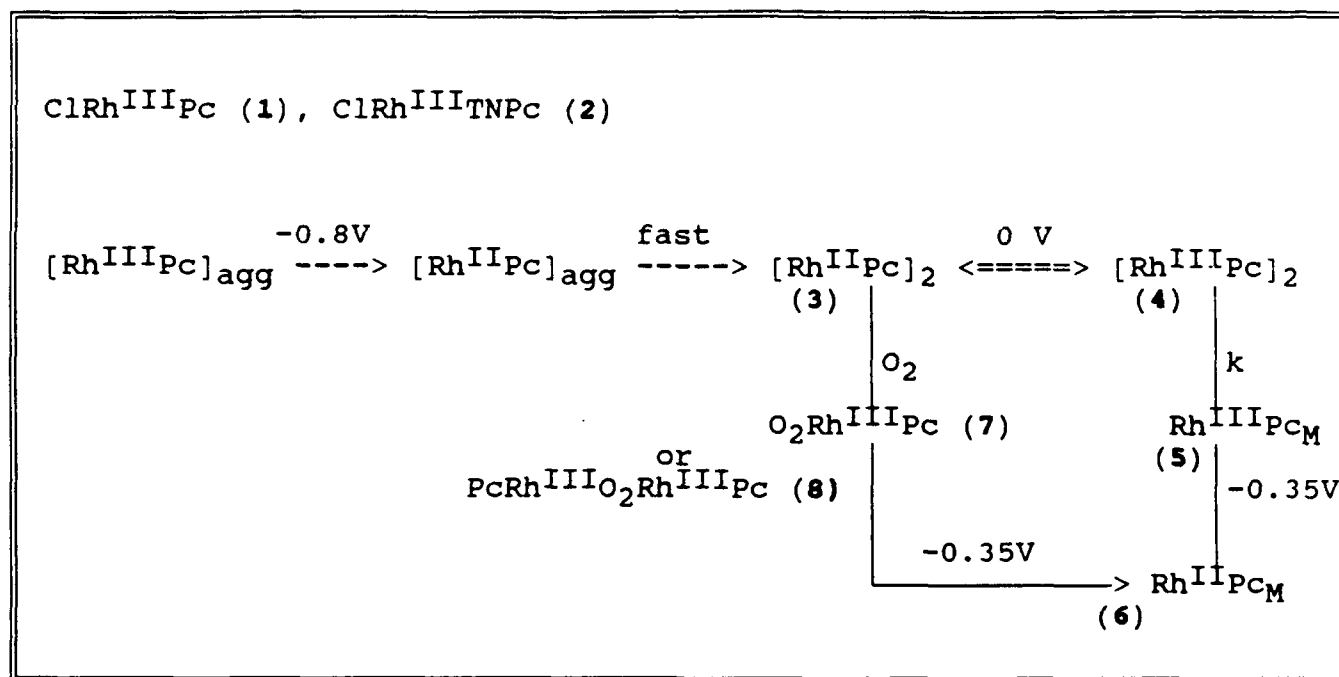 ClRhIIIPc (1), ClRhIIITNPc (2)
-0.8V fast 0 V
[RhIIIPc]agg ----> [RhIIPc]agg -----> [RhIIPc]2 <=====> [RhIIIPc]2
(3) (4)
O2 k
O2RhIIIPc (7) RhIIIPcM
or (5)
PcRhIIIO2RhIIIPc (8) -0.35V
-0.35V
> RhIIPcM
(6)